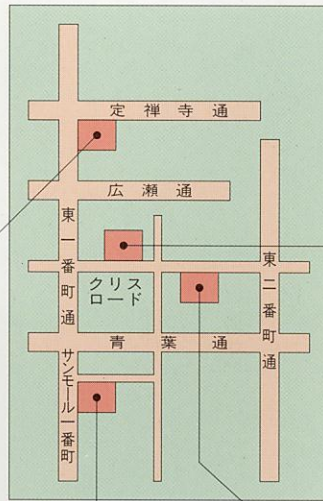 定禅寺通
広瀬通
東一番町通
クリス
ロード
東二番町通
青葉通
サンモール一番町